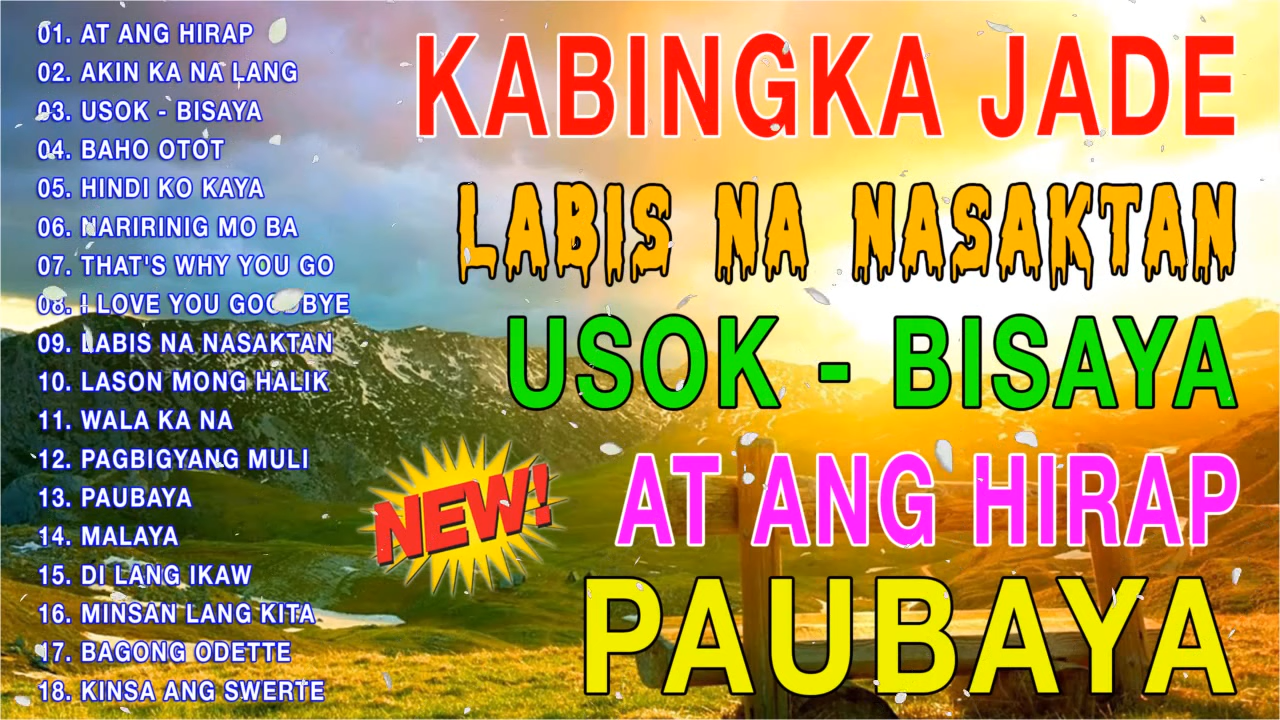 01. AT ANG HIRAP
02. AKIN KA NA LANG
03. USOK - BISAYA
04. BAHO OTOT
05. HINDI KO KAYA
06. NARIRINIG MO BA
07. THAT'S WHY YOU GO
08. I LOVE YOU GOODBYE
09. LABIS NA NASAKTAN
10. LASON MONG HALIK
11. WALA KA NA
12. PAGBIGYANG MULI
13. PAUBAYA
14. MALAYA
15. DI LANG IKAW
16. MINSAN LANG KITA
17. BAGONG ODETTE
18. KINSA ANG SWERTE
KABINGKA JADE
LABIS NA NASAKTAN
USOK - BISAYA
AT ANG HIRAP
PAUBAYA
NEW!